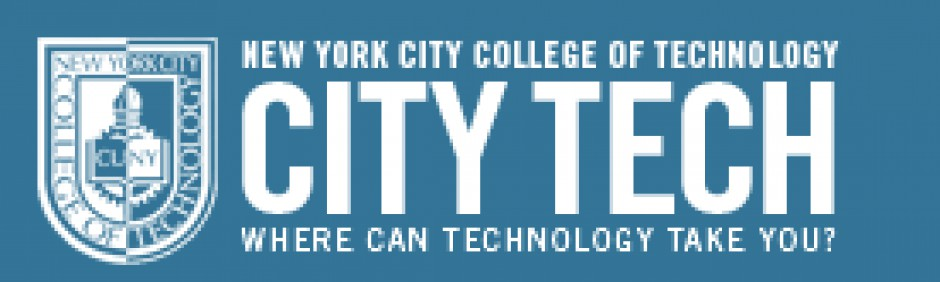 NEW YORK CITY
COLLEGE OF TECHNOLOGY
CUNY
NEW YORK CITY COLLEGE OF TECHNOLOGY
CITY TECH
WHERE CAN TECHNOLOGY TAKE YOU?